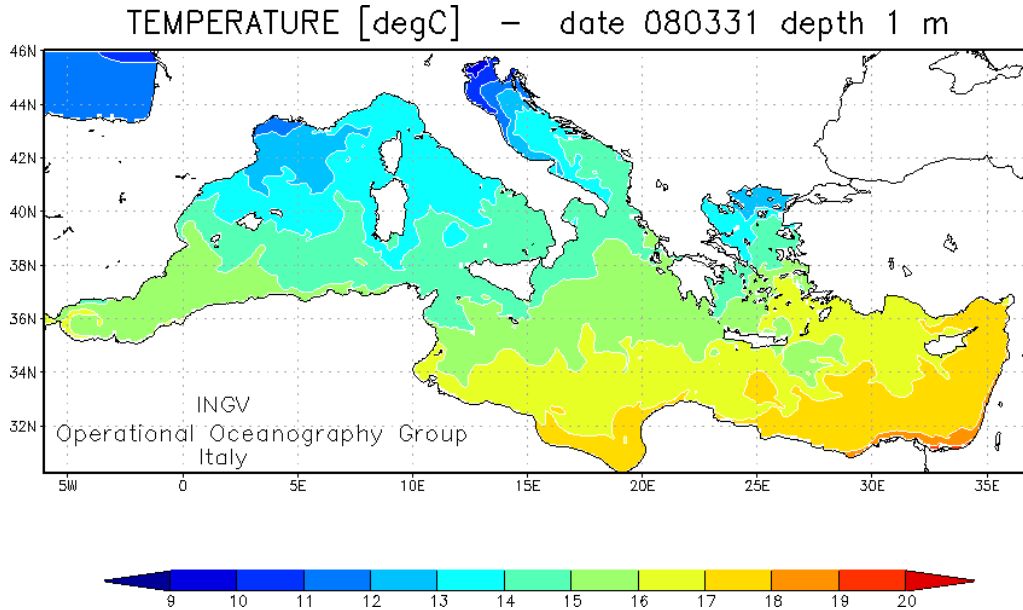 TEMPERATURE [degC] – date 080331 depth 1 m
46N
44N
42N
40N
38N
36N
34N
32N
INGV
Operational Oceanography Group
Italy
5W 0 5E 10E 15E 20E 25E 30E 35E
9 10 11 12 13 14 15 16 17 18 19 20